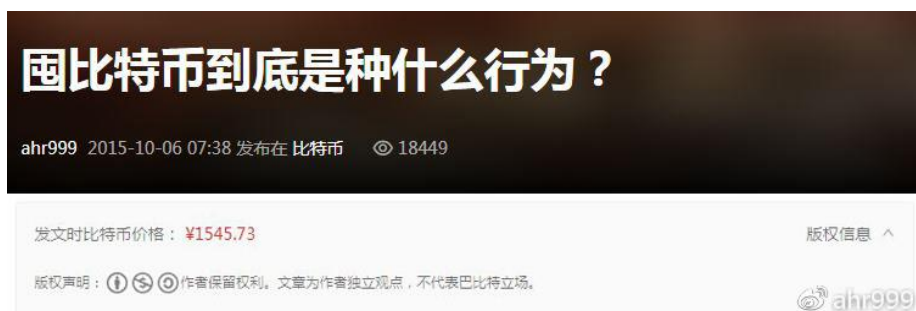 囤比特币到底是种什么行为？
ahr999 2015-10-06 07:38 发布在 比特币 18449
发文时比特币价格： ¥1545.73 版权信息
版权声明： 作者保留权利。文章为作者独立观点，不代表巴比特立场。
ahr999